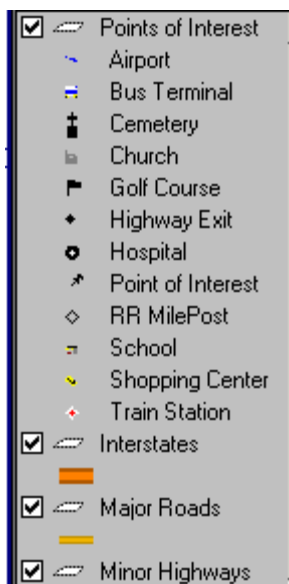 Points of Interest
Airport
Bus Terminal
Cemetery
Church
Golf Course
Highway Exit
Hospital
Point of Interest
RR MilePost
School
Shopping Center
Train Station
Interstates
Major Roads
Minor Highways